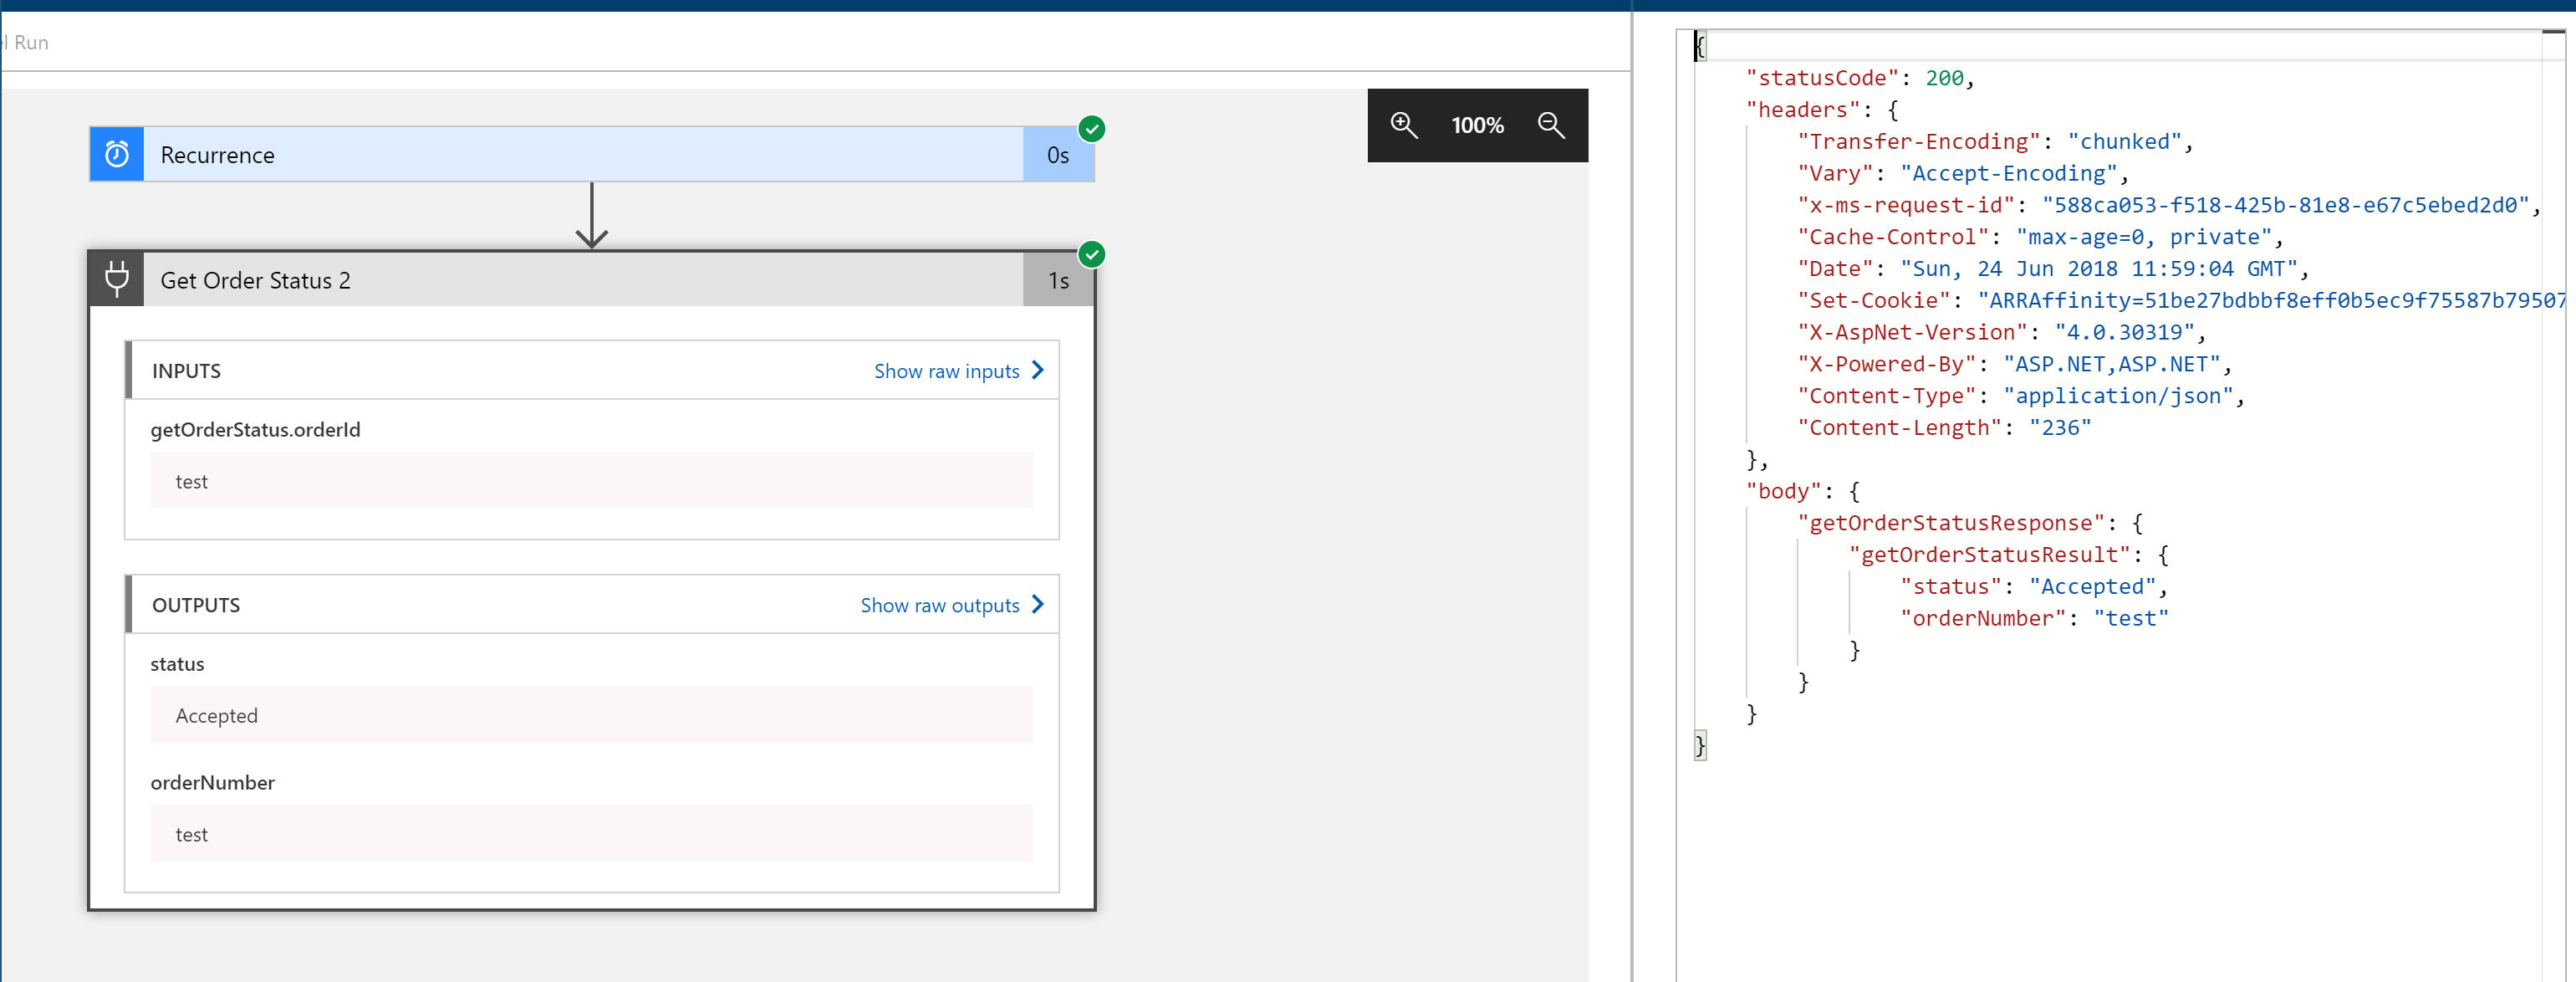 Run
Recurrence
0s
100%
Get Order Status 2
1s
INPUTS
Show raw inputs
getOrderStatus.orderId
test
OUTPUTS
Show raw outputs
status
Accepted
orderNumber
test
{
"statusCode": 200,
"headers": {
"Transfer-Encoding": "chunked",
"Vary": "Accept-Encoding",
"x-ms-request-id": "588ca053-f518-425b-81e8-e67c5ebed2d0",
"Cache-Control": "max-age=0, private",
"Date": "Sun, 24 Jun 2018 11:59:04 GMT",
"Set-Cookie": "ARRAffinity=51be27bdbbf8eff0b5ec9f75587b79507
"X-AspNet-Version": "4.0.30319",
"X-Powered-By": "ASP.NET,ASP.NET",
"Content-Type": "application/json",
"Content-Length": "236"
},
"body": {
"getOrderStatusResponse": {
"getOrderStatusResult": {
"status": "Accepted",
"orderNumber": "test"
}
}
}
}